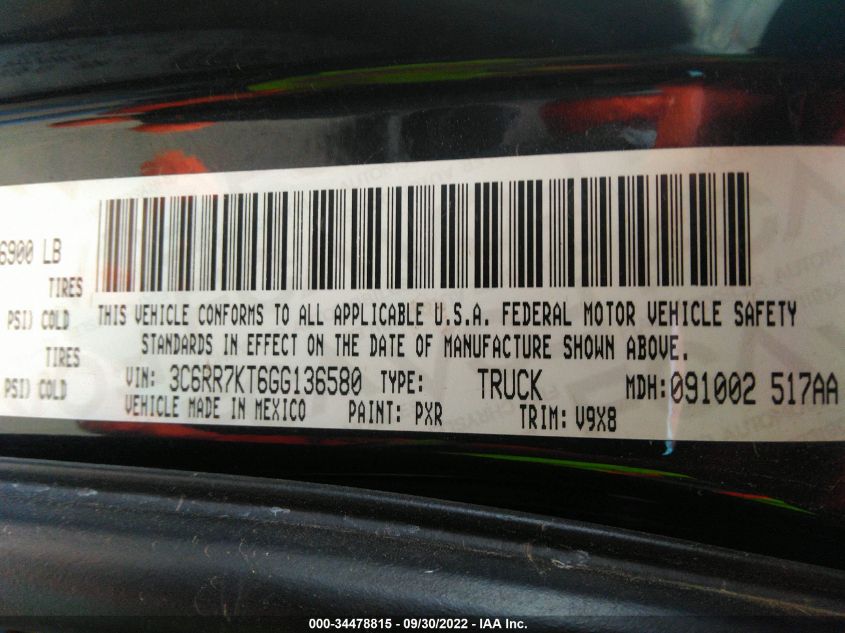 6900 LB
TIRES
PSI) COLD
TIRES
PSI) COLD
THIS VEHICLE CONFORMS TO ALL APPLICABLE U.S.A. FEDERAL MOTOR VEHICLE SAFETY
STANDARDS IN EFFECT ON THE DATE OF MANUFACTURE SHOWN ABOVE.
VIN: 3C6RR7KT6GG136580 TYPE: TRUCK MDH:091002 517AA
VEHICLE MADE IN MEXICO PAINT: PXR TRIM: V9X8
000-34478815 - 09/30/2022 - IAA Inc.